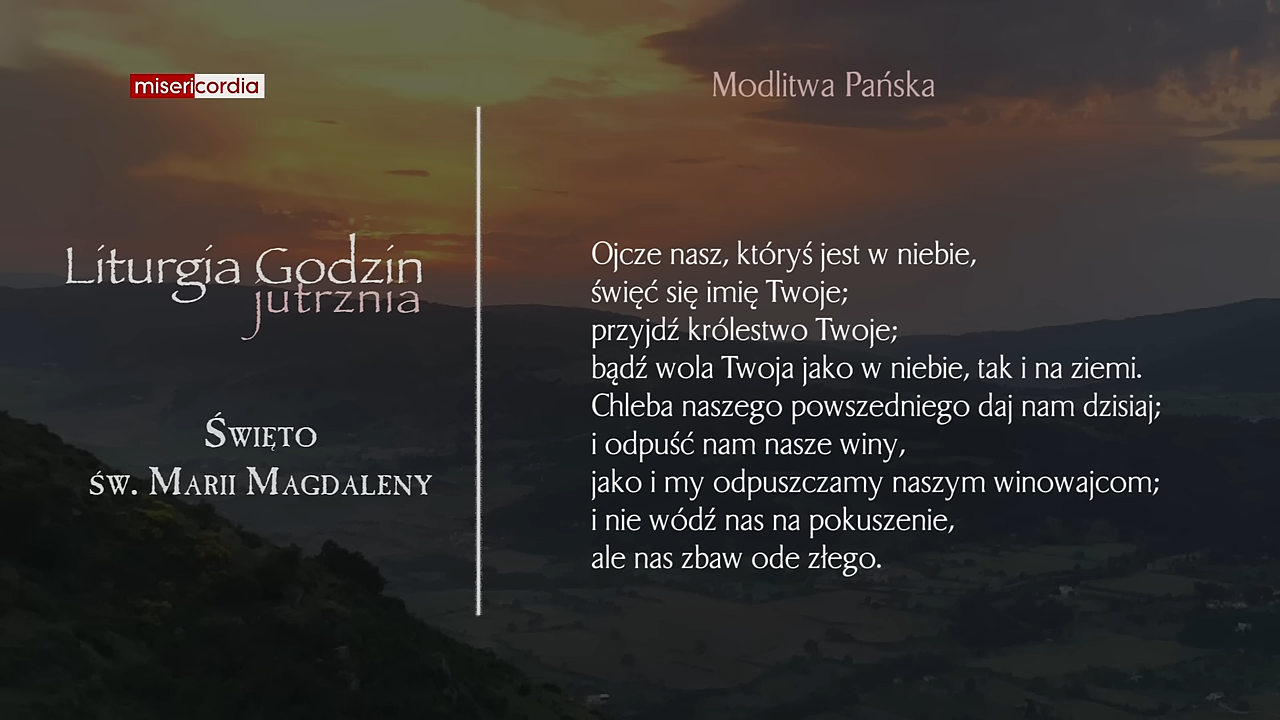 misericordia
Liturgia Godzin
jutrznia
Święto
św. Marii Magdaleny
Modlitwa Pańska
Ojcze nasz, któryś jest w niebie,
święć się imię Twoje;
przyjdź królestwo Twoje;
bądź wola Twoja jako w niebie, tak i na ziemi.
Chleba naszego powszedniego daj nam dzisiaj;
i odpuść nam nasze winy,
jako i my odpuszczamy naszym winowajcom;
i nie wódź nas na pokuszenie,
ale nas zbaw ode złego.